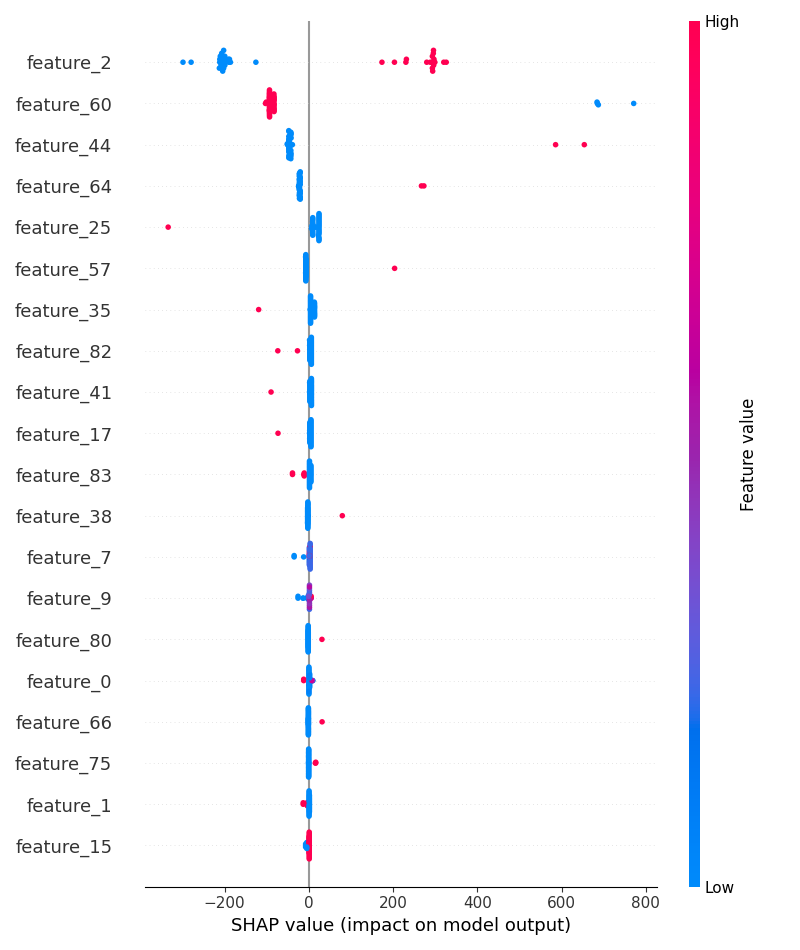 High
feature_2
feature_60
feature_44
feature_64
feature_25
feature_57
feature_35
feature_82
feature_41
feature_17
feature_83
feature_38
feature_7
feature_9
feature_80
feature_0
feature_66
feature_75
feature_1
feature_15
Feature value
Low
−200 0 200 400 600 800
SHAP value (impact on model output)